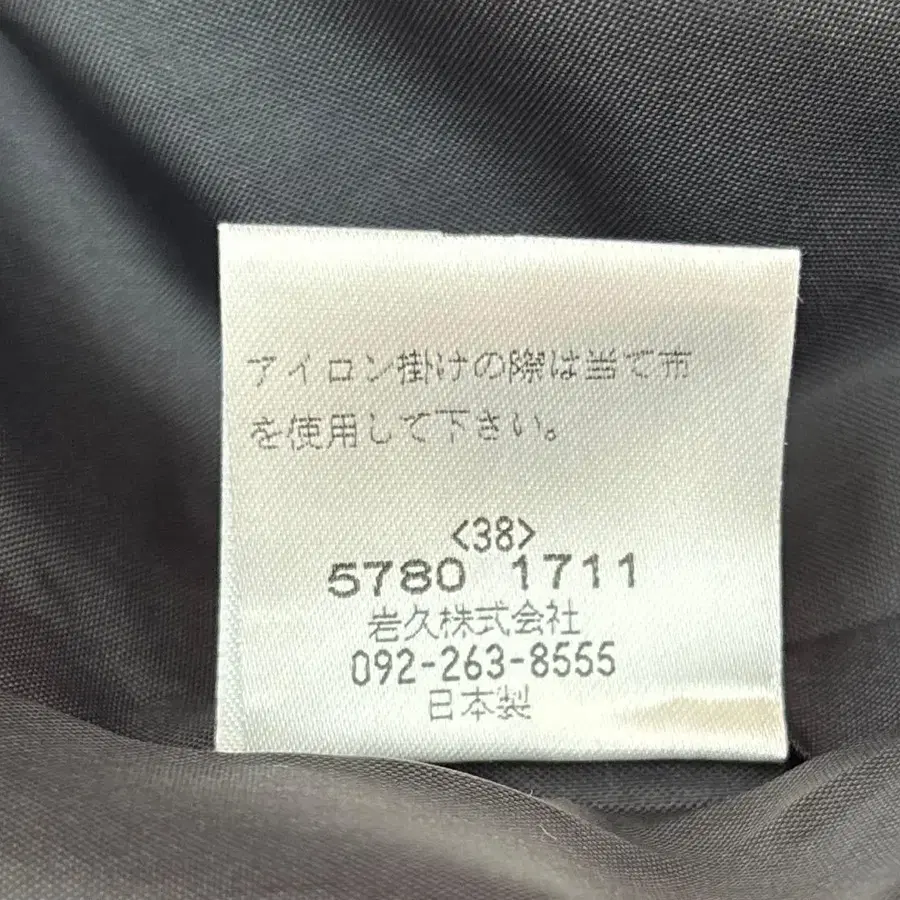 アイロン掛けの際は当て布
を使用して下さい。
<38>
5780 1711
岩久株式会社
092-263-8555
日本製